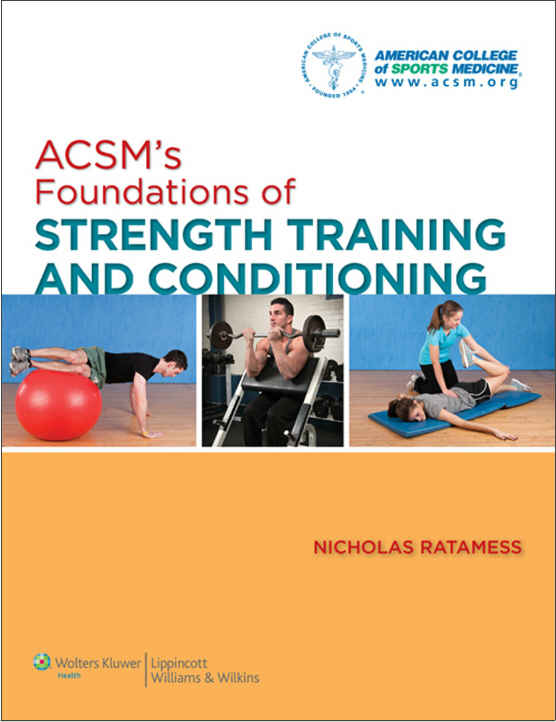 AMERICAN COLLEGE OF SPORTS MEDICINE
FOUNDED 1954
AMERICAN COLLEGE
of SPORTS MEDICINE®
www.acsm.org
ACSM's
Foundations of
STRENGTH TRAINING
AND CONDITIONING
NICHOLAS RATAMESS
Wolters Kluwer
Health
Lippincott
Williams & Wilkins